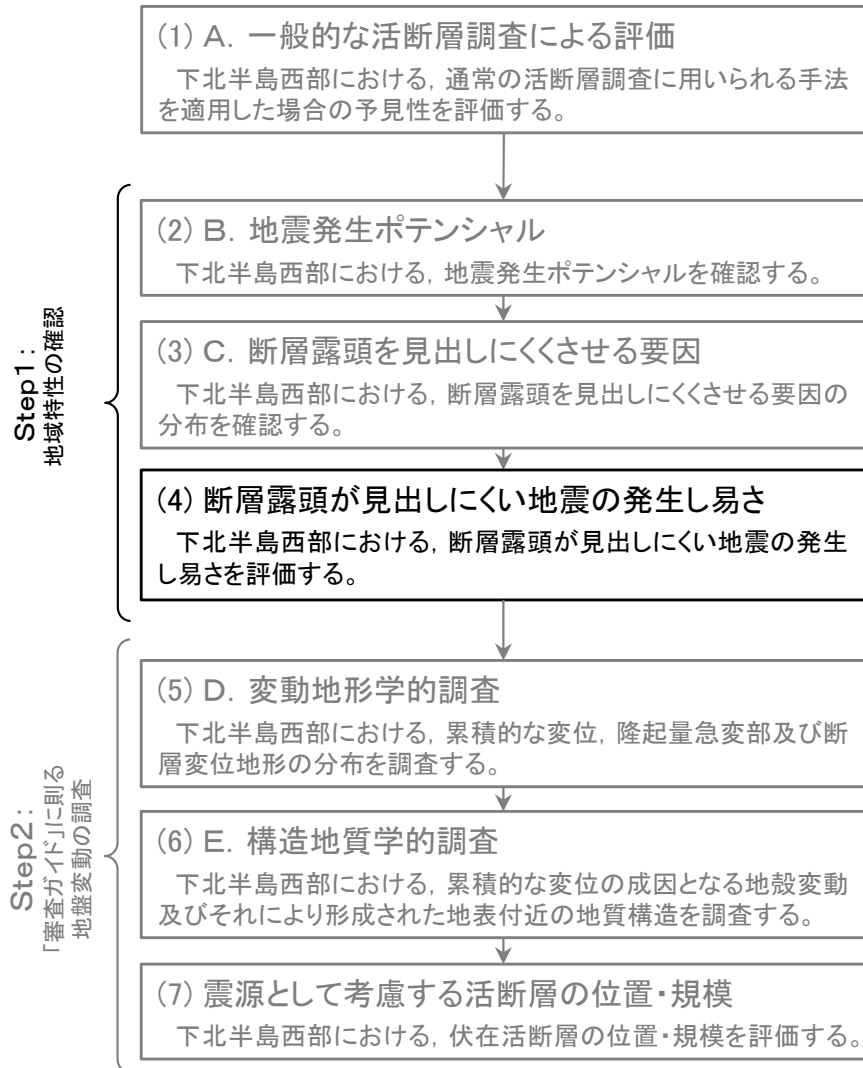 (1) A. 一般的な活断層調査による評価
下北半島西部における, 通常の活断層調査に用いられる手法
を適用した場合の予見性を評価する。
Step1:
地域特性の確認
(2) B. 地震発生ポテンシャル
下北半島西部における, 地震発生ポテンシャルを確認する。
(3) C. 断層露頭を見出しにくくさせる要因
下北半島西部における, 断層露頭を見出しにくくさせる要因の
分布を確認する。
(4) 断層露頭が見出しにくい地震の発生し易さ
下北半島西部における, 断層露頭が見出しにくい地震の発生
し易さを評価する。
Step2:
「審査ガイド」に則る
地盤変動の調査
(5) D. 変動地形学的調査
下北半島西部における, 累積的な変位, 隆起量急変部及び断
層変位地形の分布を調査する。
(6) E. 構造地質学的調査
下北半島西部における, 累積的な変位の成因となる地殻変動
及びそれにより形成された地表付近の地質構造を調査する。
(7) 震源として考慮する活断層の位置・規模
下北半島西部における, 伏在活断層の位置・規模を評価する。